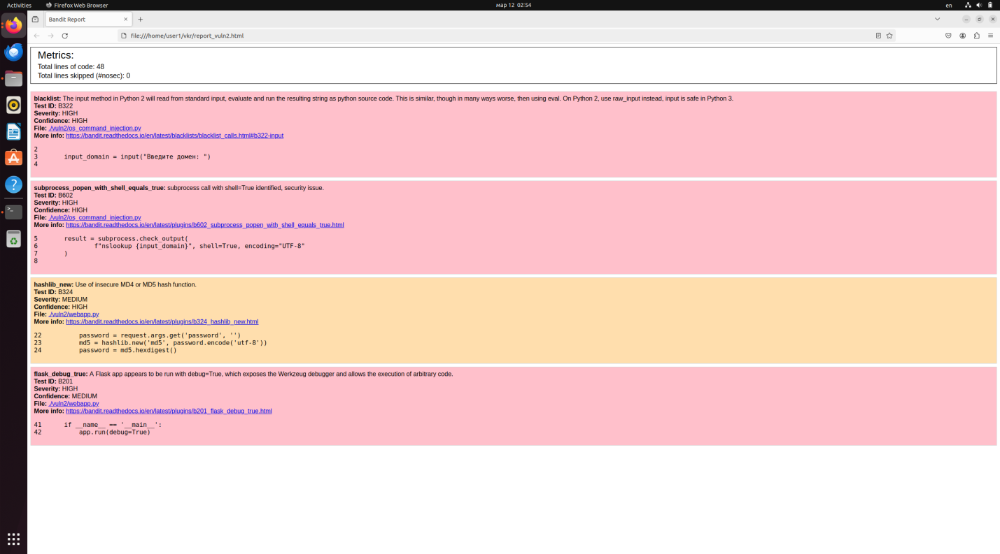 Activities
Firefox Web Browser
мар 12 02:54
en
Bandit Report
file:///home/user1/vkr/report_vuln2.html
Metrics:
Total lines of code: 48
Total lines skipped (#nosec): 0
blacklist: The input method in Python 2 will read from standard input, evaluate and run the resulting string as python source code. This is similar, though in many ways worse, then using eval. On Python 2, use raw_input instead, input is safe in Python 3.
Test ID: B322
Severity: HIGH
Confidence: HIGH
File: ./vuln2/os_command_injection.py
More info: https://bandit.readthedocs.io/en/latest/blacklists/blacklist_calls.html#b322-input
2
3 input_domain = input("Введите домен: ")
4
subprocess_popen_with_shell_equals_true: subprocess call with shell=True identified, security issue.
Test ID: B602
Severity: HIGH
Confidence: HIGH
File: ./vuln2/os_command_injection.py
More info: https://bandit.readthedocs.io/en/latest/plugins/b602_subprocess_popen_with_shell_equals_true.html
5 result = subprocess.check_output(
6 f"nslookup {input_domain}", shell=True, encoding="UTF-8"
7 )
8
hashlib_new: Use of insecure MD4 or MD5 hash function.
Test ID: B324
Severity: MEDIUM
Confidence: HIGH
File: ./vuln2/webapp.py
More info: https://bandit.readthedocs.io/en/latest/plugins/b324_hashlib_new.html
22 password = request.args.get('password', '')
23 md5 = hashlib.new('md5', password.encode('utf-8'))
24 password = md5.hexdigest()
flask_debug_true: A Flask app appears to be run with debug=True, which exposes the Werkzeug debugger and allows the execution of arbitrary code.
Test ID: B201
Severity: HIGH
Confidence: MEDIUM
File: ./vuln2/webapp.py
More info: https://bandit.readthedocs.io/en/latest/plugins/b201_flask_debug_true.html
41 if __name__ == '__main__':
42 app.run(debug=True)